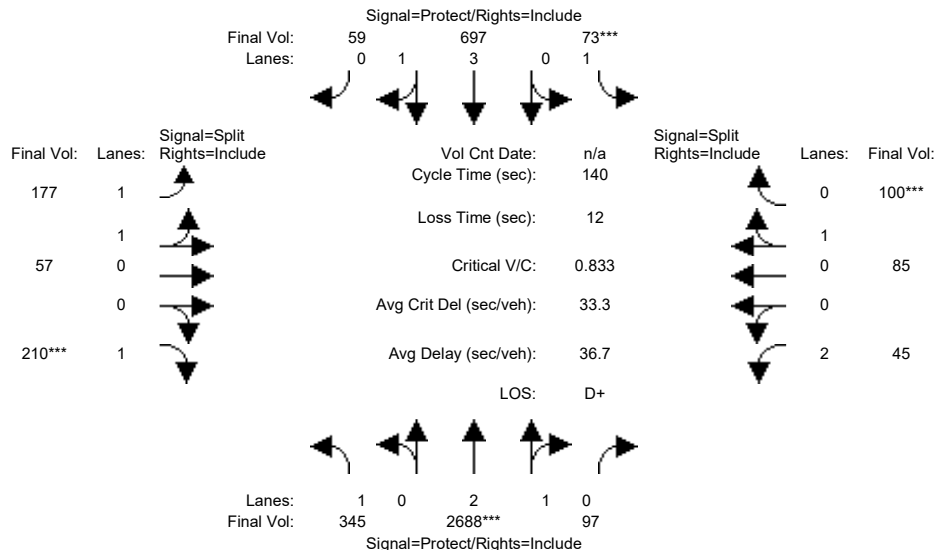 Signal=Protect/Rights=Include
Final Vol: 59 697 73***
Lanes: 0 1 3 0 1
Signal=Split
Final Vol: Lanes: Rights=Include
Vol Cnt Date: n/a
Signal=Split
Rights=Include Lanes: Final Vol:
Cycle Time (sec): 140
177 1
0 100***
Loss Time (sec): 12
1
1
57 0
Critical V/C: 0.833
0 85
0
Avg Crit Del (sec/veh): 33.3
0
210*** 1
Avg Delay (sec/veh): 36.7
2 45
LOS: D+
Lanes: 1 0 2 1 0
Final Vol: 345 2688*** 97
Signal=Protect/Rights=Include